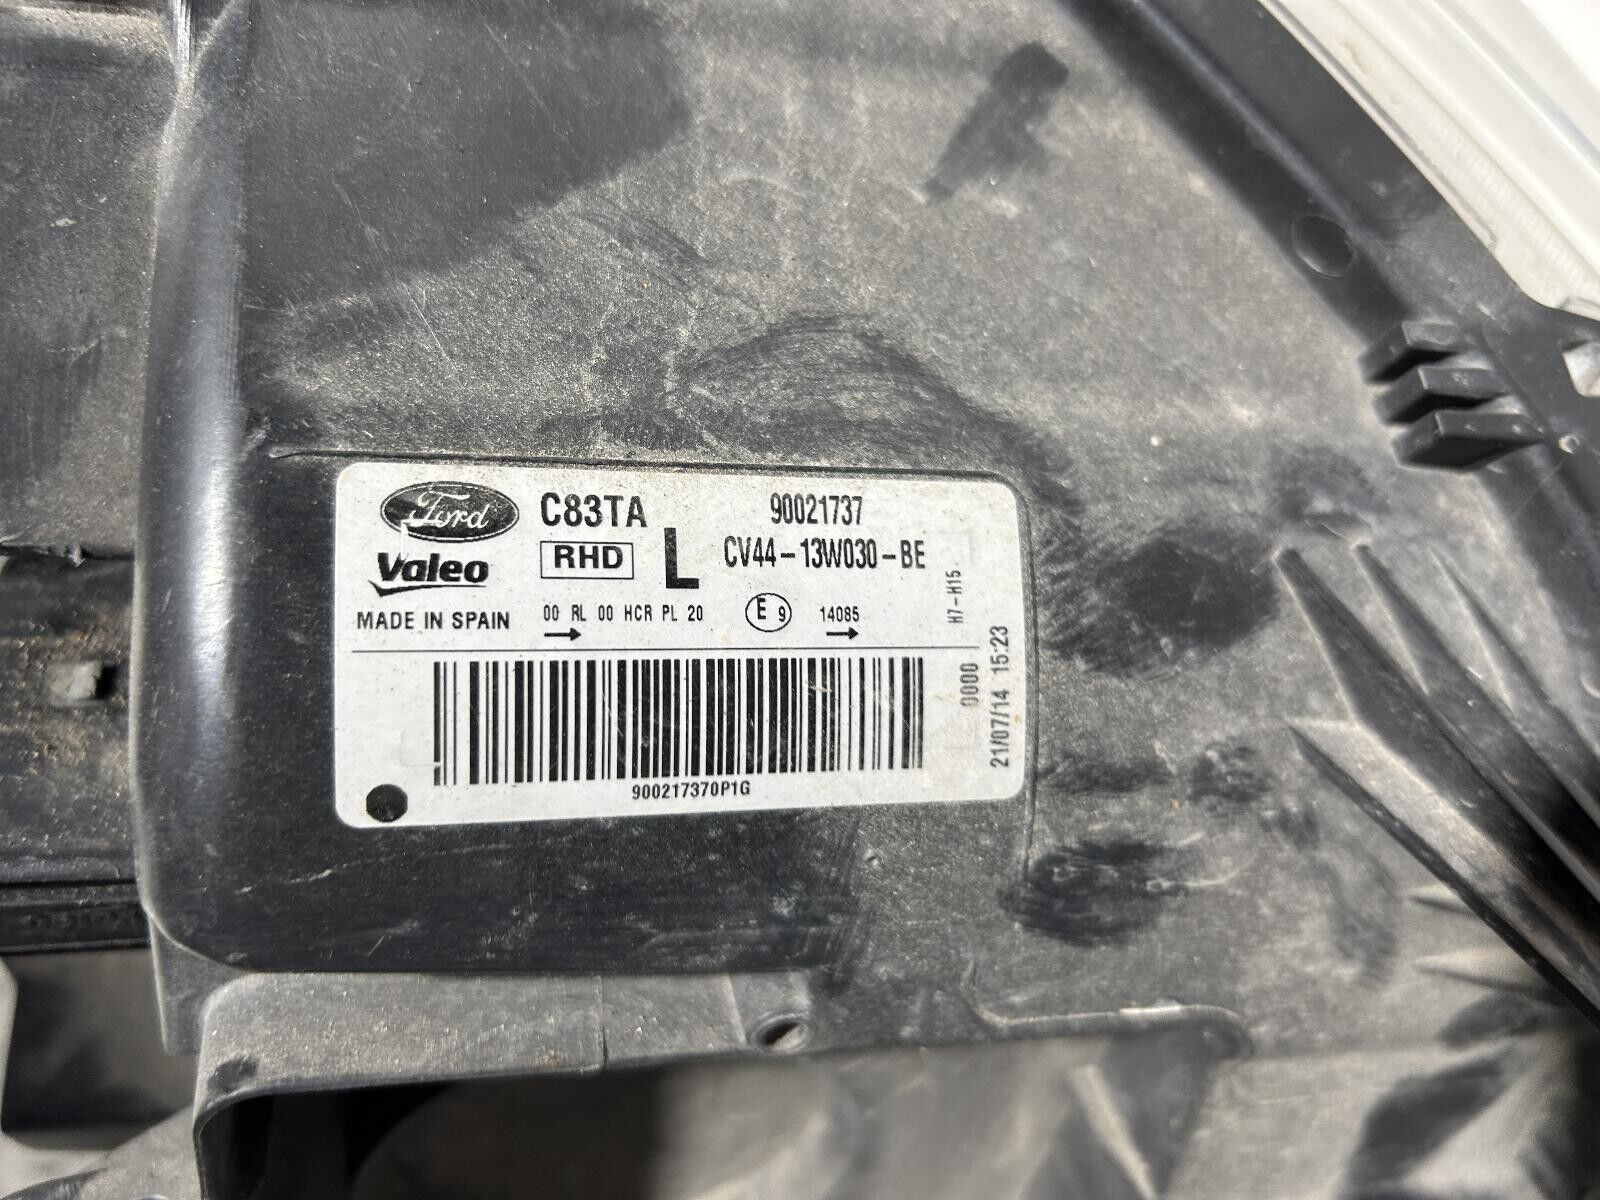 Ford C83TA 90021737
Valeo RHD L CV44-13W030-BE
MADE IN SPAIN 00 RL 00 HCR PL 20 E 9 14085
H7-H15
0000
21/07/14 15:23
900217370P1G